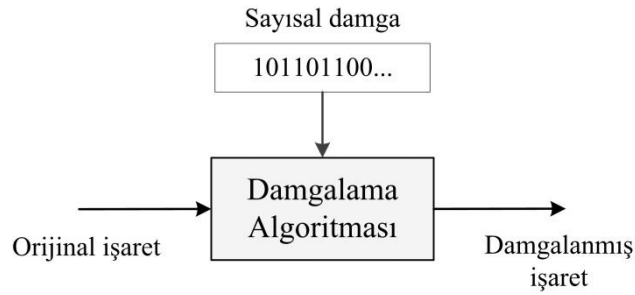 Sayısal damga
101101100...
Damgalama
Algoritması
Orijinal işaret
Damgalanmış
işaret